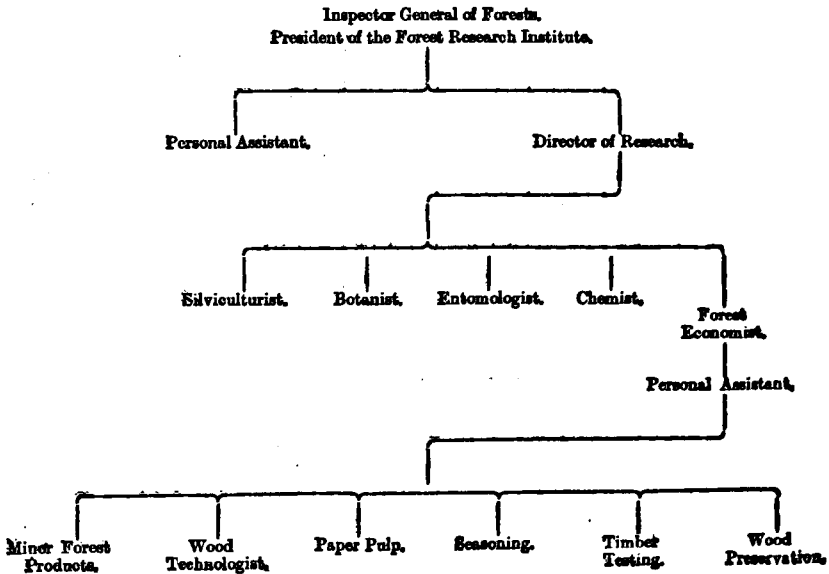 Inspector General of Forests.
President of the Forest Research Institute.
Personal Assistant.
Director of Research.
Silviculturist.
Botanist.
Entomologist.
Chemist.
Forest
Economist.
Personal Assistant.
Minor Forest
Products.
Wood
Technologist.
Paper Pulp.
Seasoning.
Timber
Testing.
Wood
Preservation.